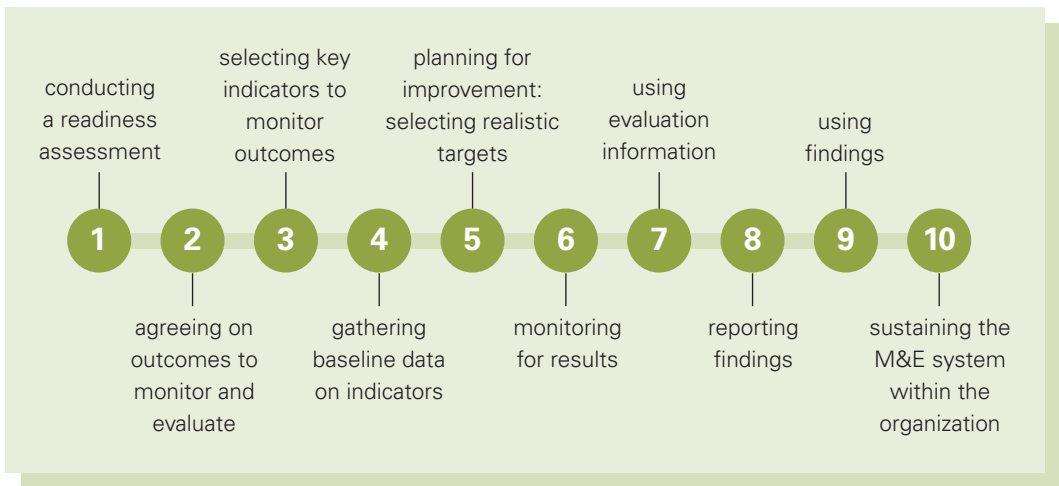 conducting
a readiness
assessment
selecting key
indicators to
monitor
outcomes
planning for
improvement:
selecting realistic
targets
using
evaluation
information
using
findings
1
2
3
4
5
6
7
8
9
10
agreeing on
outcomes to
monitor and
evaluate
gathering
baseline data
on indicators
monitoring
for results
reporting
findings
sustaining the
M&E system
within the
organization